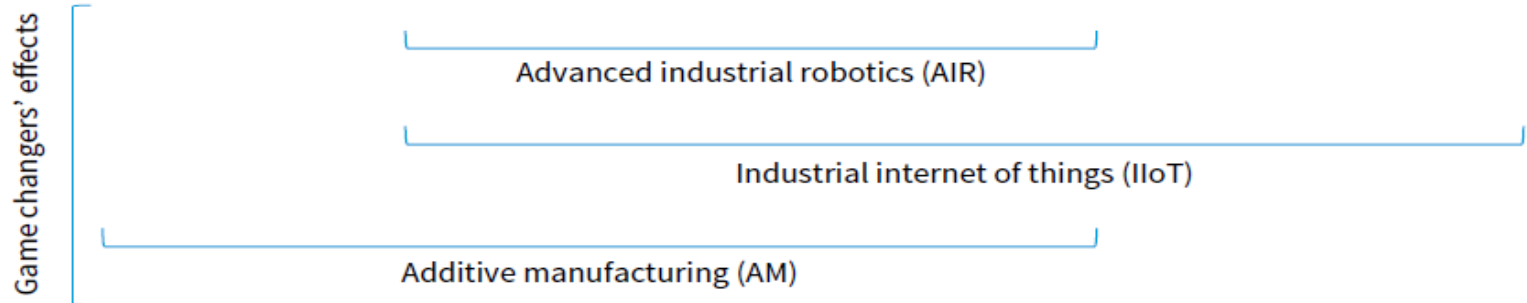 Game changers’ effects
Advanced industrial robotics (AIR)
Industrial internet of things (IIoT)
Additive manufacturing (AM)